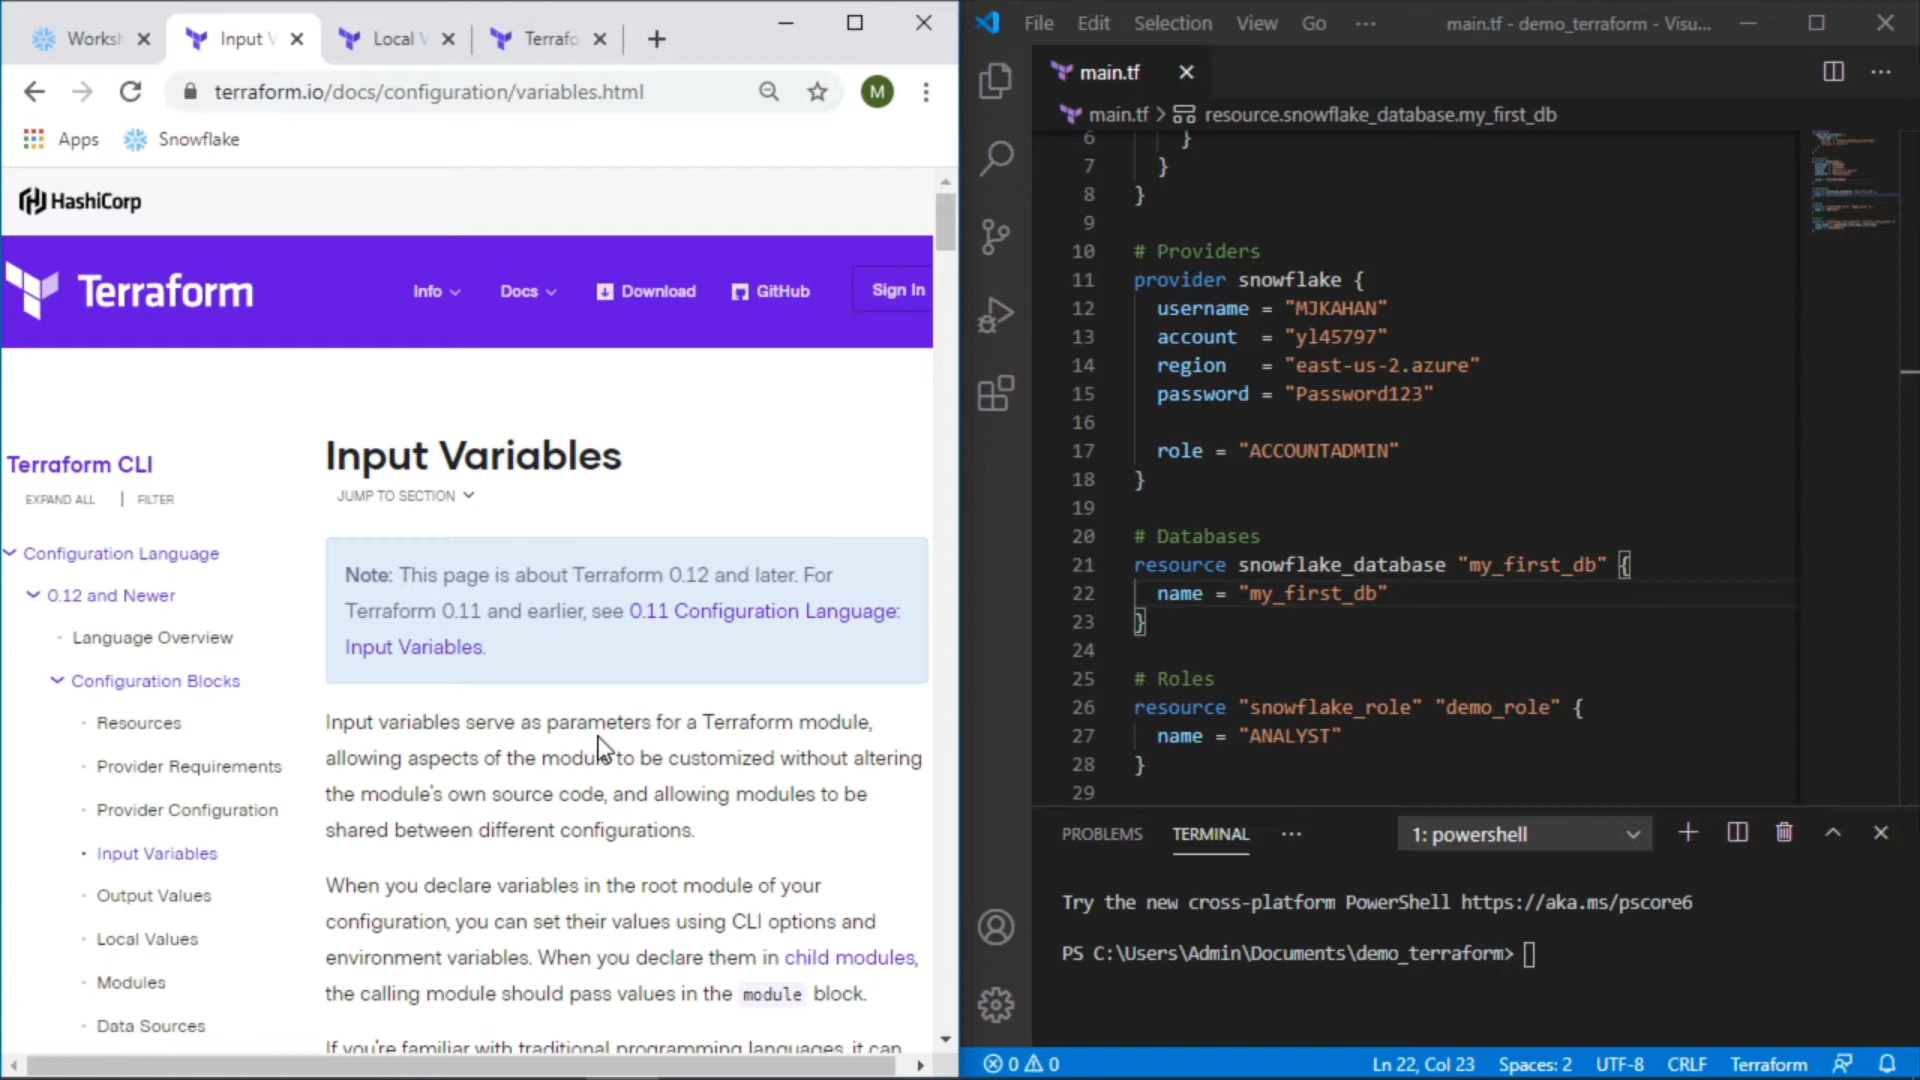 Works
Input V
Local V
Terrafo
terraform.io/docs/configuration/variables.html
M
Apps
Snowflake
HashiCorp
Terraform
Info
Docs
Download
GitHub
Sign In
Terraform CLI
EXPAND ALL | FILTER
Configuration Language
0.12 and Newer
Language Overview
Configuration Blocks
Resources
Provider Requirements
Provider Configuration
Input Variables
Output Values
Local Values
Modules
Data Sources
Input Variables
JUMP TO SECTION
Note: This page is about Terraform 0.12 and later. For
Terraform 0.11 and earlier, see 0.11 Configuration Language:
Input Variables.
Input variables serve as parameters for a Terraform module,
allowing aspects of the module to be customized without altering
the module's own source code, and allowing modules to be
shared between different configurations.
When you declare variables in the root module of your
configuration, you can set their values using CLI options and
environment variables. When you declare them in child modules,
the calling module should pass values in the module block.
If you're familiar with traditional programming languages, it can
File Edit Selection View Go ···
main.tf - demo_terraform - Visu...
main.tf
main.tf > resource.snowflake_database.my_first_db
6 }
7 }
8 }
9
10 # Providers
11 provider snowflake {
12 username = "MJKAHAN"
13 account = "yl45797"
14 region = "east-us-2.azure"
15 password = "Password123"
16
17 role = "ACCOUNTADMIN"
18 }
19
20 # Databases
21 resource snowflake_database "my_first_db" {
22 name = "my_first_db"
23 }
24
25 # Roles
26 resource "snowflake_role" "demo_role" {
27 name = "ANALYST"
28 }
29
PROBLEMS TERMINAL ···
1: powershell
Try the new cross-platform PowerShell https://aka.ms/pscore6
PS C:\Users\Admin\Documents\demo_terraform>
0 0
Ln 22, Col 23
Spaces: 2
UTF-8
CRLF
Terraform